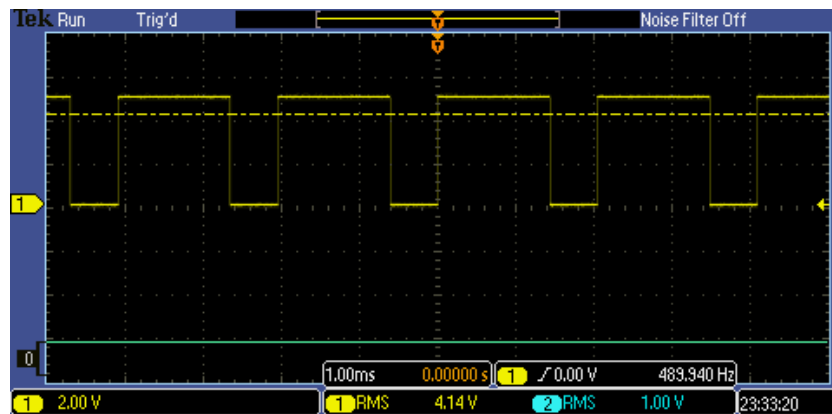 Tek Run Trig'd Noise Filter Off
T
T
1
0
1.00ms 0.00000 s 1 0.00 V 489.940 Hz
1 2.00 V 1 RMS 4.14 V 2 RMS 1.00 V 23:33:20